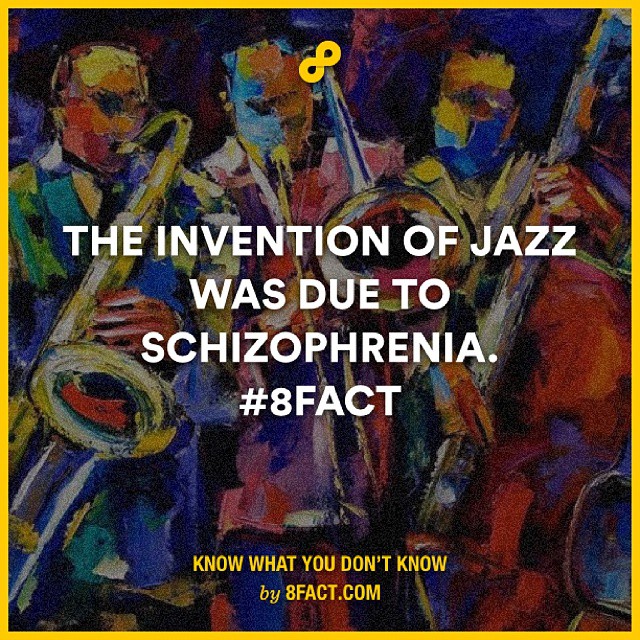 THE INVENTION OF JAZZ
WAS DUE TO
SCHIZOPHRENIA.
#8FACT
KNOW WHAT YOU DON'T KNOW
by 8FACT.COM